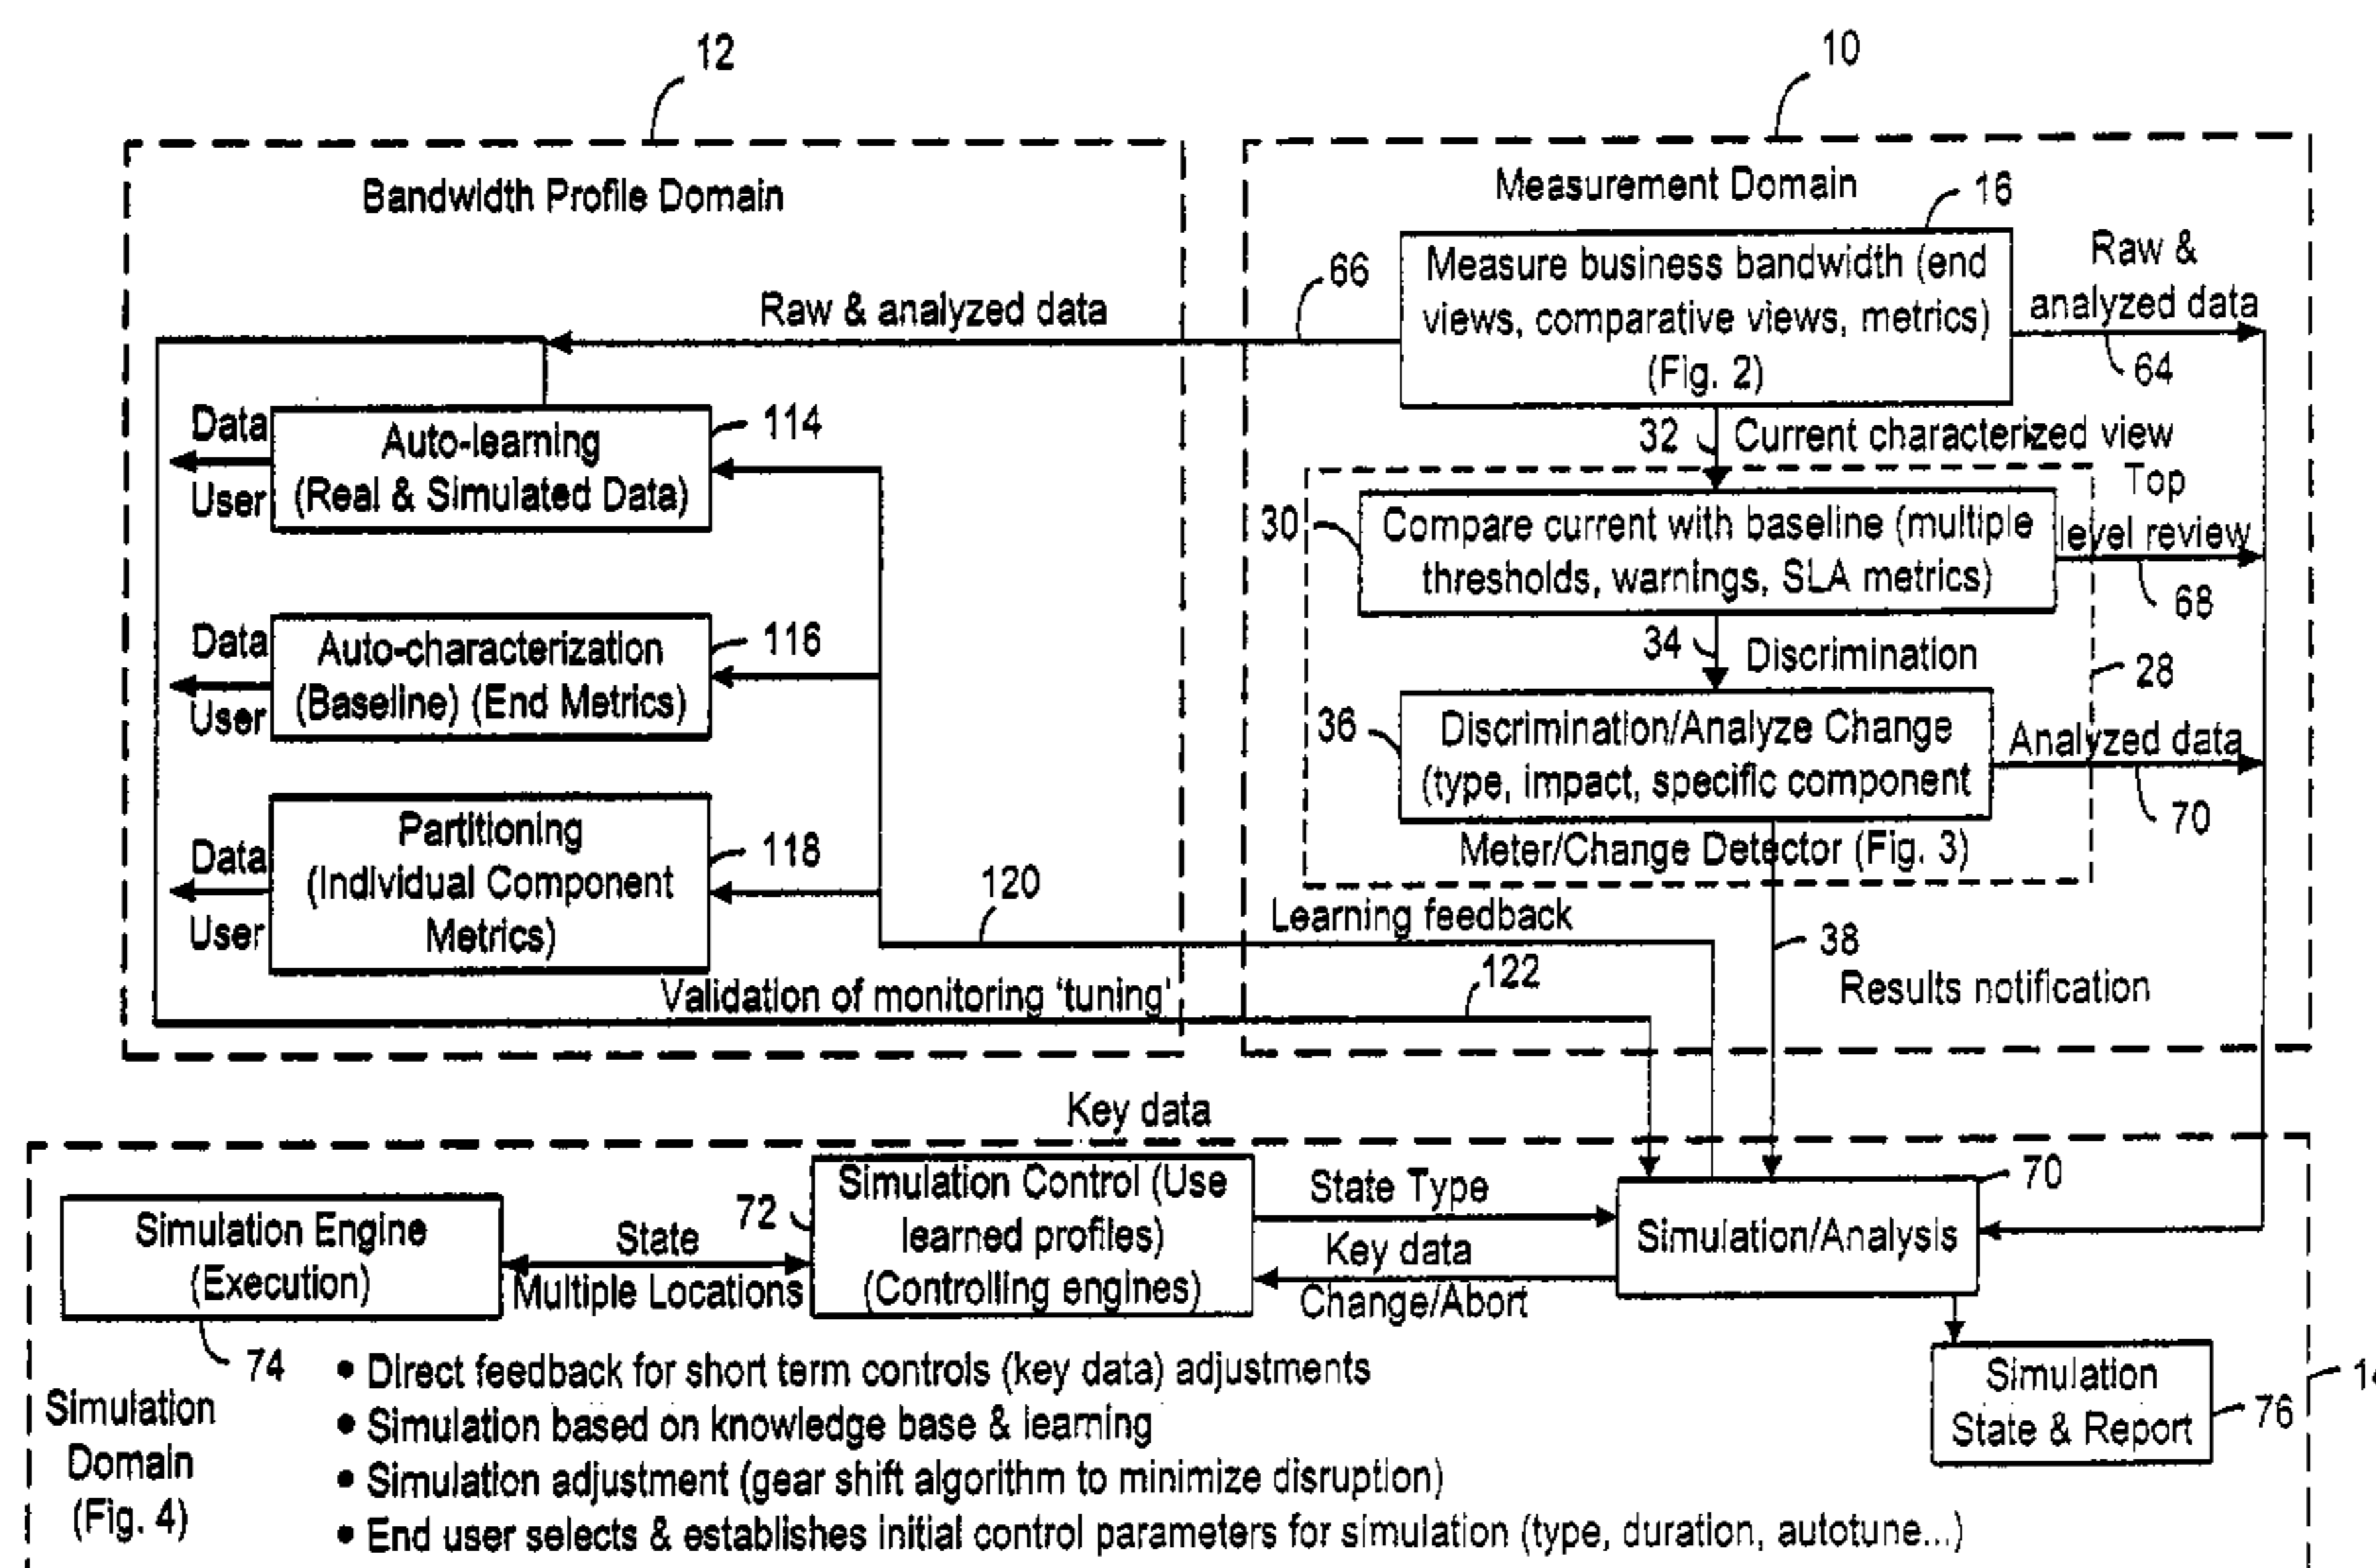 12
10
Bandwidth Profile Domain
Measurement Domain
16
Measure business bandwidth (end
views, comparative views, metrics)
(Fig. 2)
Raw &
analyzed data
64
66
Raw & analyzed data
32
Current characterized view
Data
User
Auto-learning
(Real & Simulated Data)
114
30
Compare current with baseline (multiple
thresholds, warnings, SLA metrics)
Top
level review
68
34
Discrimination
28
Data
User
Auto-characterization
(Baseline) (End Metrics)
116
36
Discrimination/Analyze Change
(type, impact, specific component
Analyzed data
70
Meter/Change Detector (Fig. 3)
Data
User
Partitioning
(Individual Component
Metrics)
118
120
Learning feedback
38
Results notification
Validation of monitoring 'tuning'
122
Key data
Simulation Engine
(Execution)
74
State
Multiple Locations
72
Simulation Control (Use
learned profiles)
(Controlling engines)
State Type
Key data
Change/Abort
Simulation/Analysis
70
Simulation
State & Report
76
Simulation
Domain
(Fig. 4)
• Direct feedback for short term controls (key data) adjustments
• Simulation based on knowledge base & learning
• Simulation adjustment (gear shift algorithm to minimize disruption)
• End user selects & establishes initial control parameters for simulation (type, duration, autotune...)